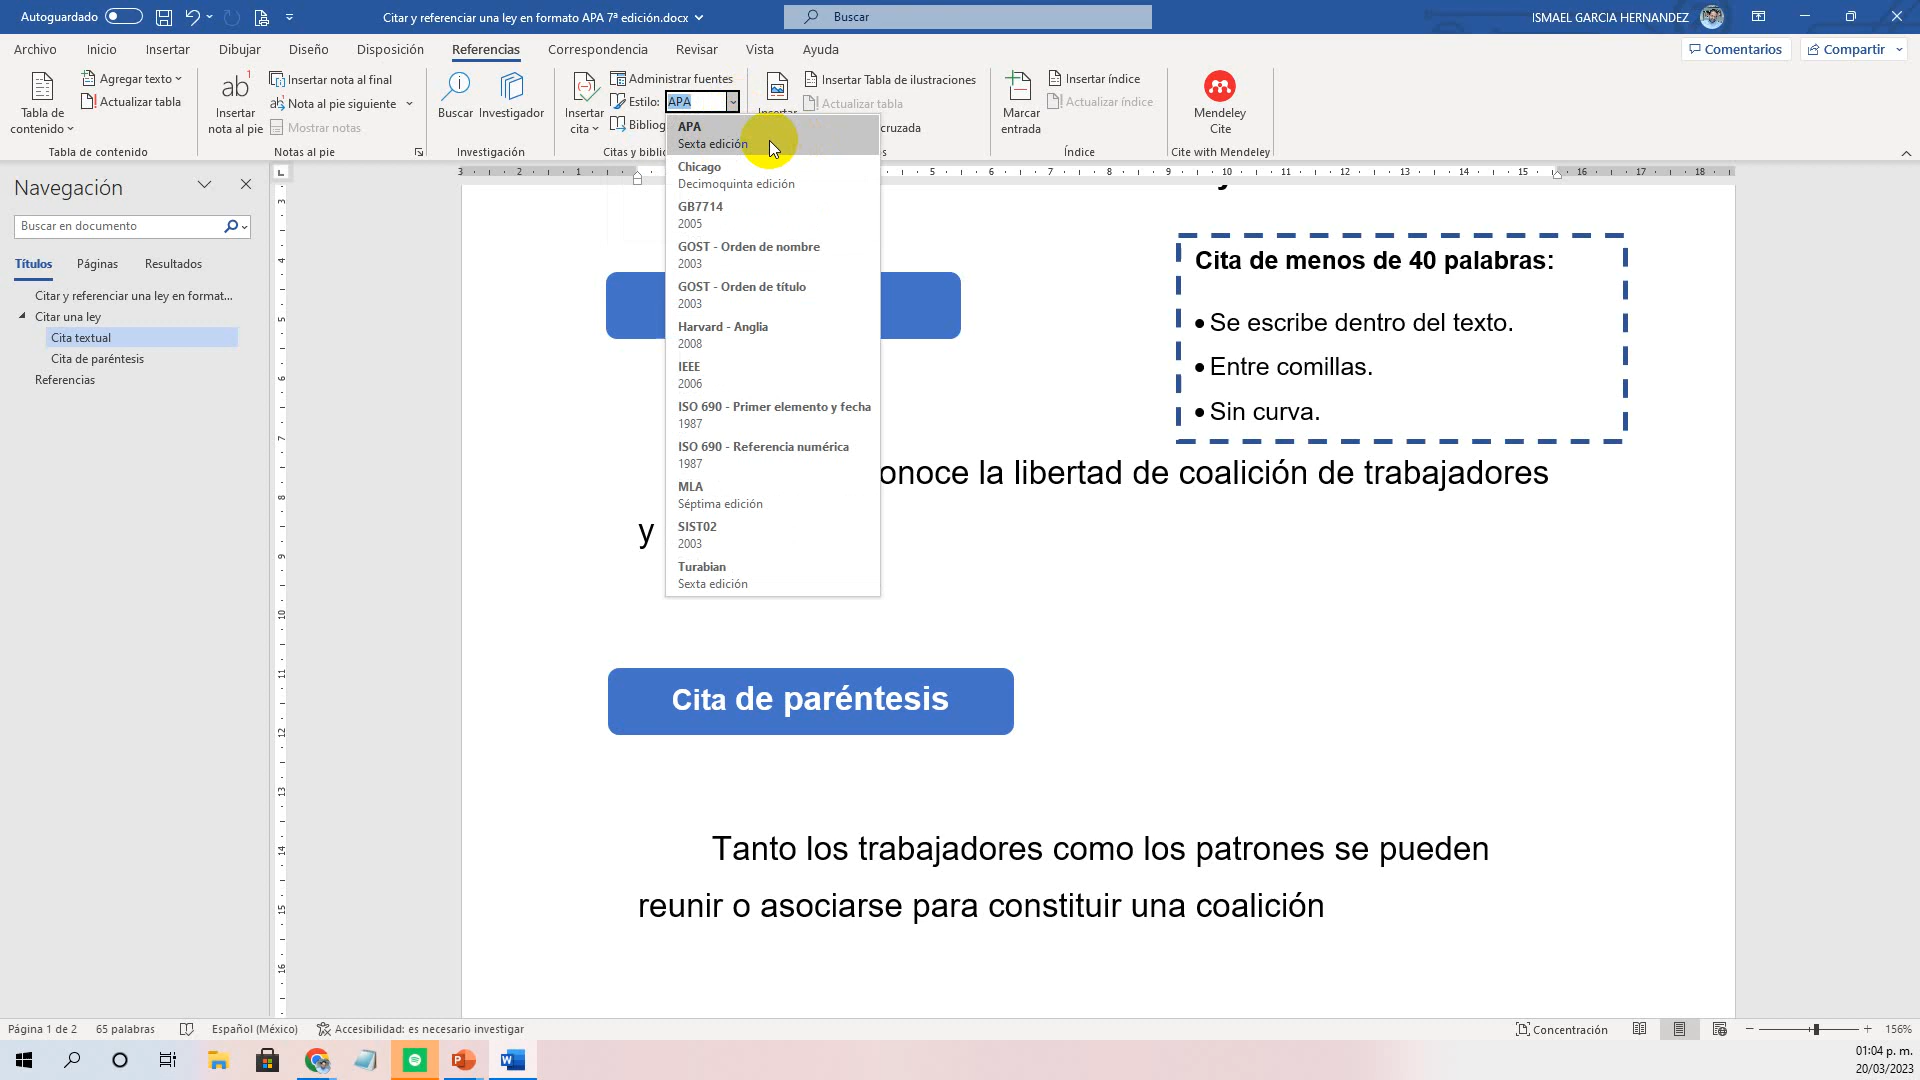 Autoguardado
Citar y referenciar una ley en formato APA 7ª edición.docx
Buscar
ISMAEL GARCIA HERNANDEZ
Archivo
Inicio
Insertar
Dibujar
Diseño
Disposición
Referencias
Correspondencia
Revisar
Vista
Ayuda
Comentarios
Compartir
Tabla de contenido
Agregar texto
Actualizar tabla
Tabla de contenido
ab
Insertar nota al pie
Insertar nota al final
Nota al pie siguiente
Mostrar notas
Notas al pie
Buscar
Investigador
Investigación
Insertar cita
Administrar fuentes
Estilo: APA
Bibliog
Citas y biblio
Insertar
Insertar Tabla de ilustraciones
Actualizar tabla
cruzada
Marcar entrada
Insertar índice
Actualizar índice
Índice
Mendeley Cite
Cite with Mendeley
APA
Sexta edición
Chicago
Decimoquinta edición
GB7714
2005
GOST - Orden de nombre
2003
GOST - Orden de título
2003
Harvard - Anglia
2008
IEEE
2006
ISO 690 - Primer elemento y fecha
1987
ISO 690 - Referencia numérica
1987
MLA
Séptima edición
SIST02
2003
Turabian
Sexta edición
Navegación
Buscar en documento
Títulos
Páginas
Resultados
Citar y referenciar una ley en format...
Citar una ley
Cita textual
Cita de paréntesis
Referencias
Cita de menos de 40 palabras:
• Se escribe dentro del texto.
• Entre comillas.
• Sin curva.
onoce la libertad de coalición de trabajadores
y
Cita de paréntesis
Tanto los trabajadores como los patrones se pueden
reunir o asociarse para constituir una coalición
Página 1 de 2
65 palabras
Español (México)
Accesibilidad: es necesario investigar
Concentración
156%
01:04 p. m.
20/03/2023